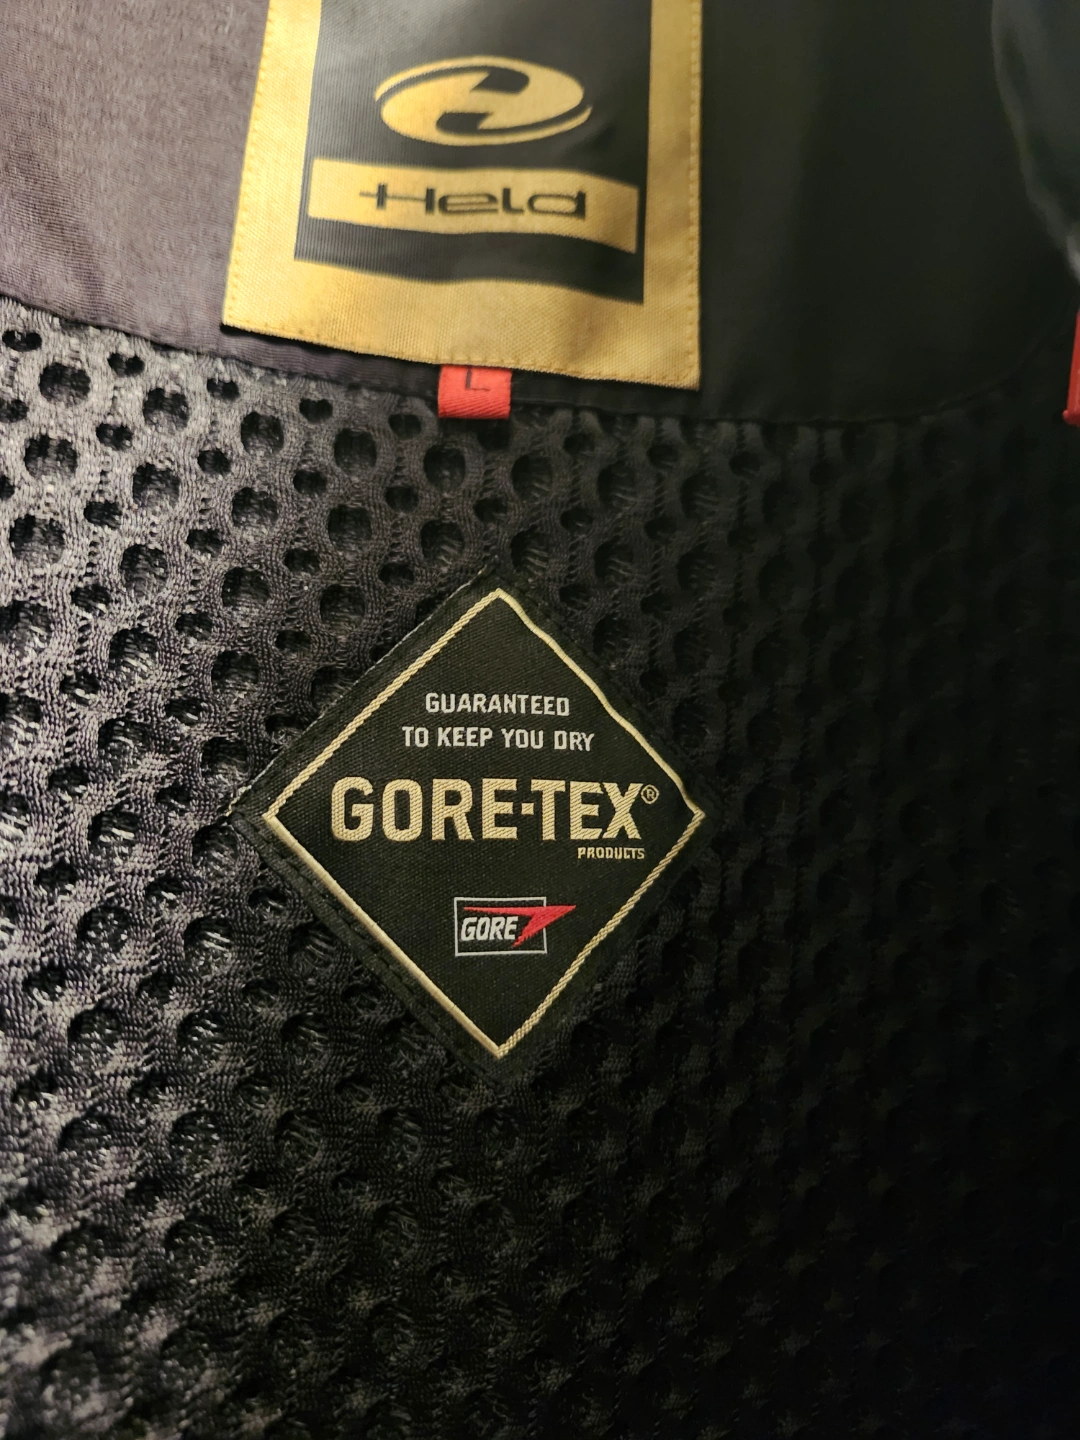 Held
L
GUARANTEED
TO KEEP YOU DRY
GORE-TEX®
PRODUCTS
GORE